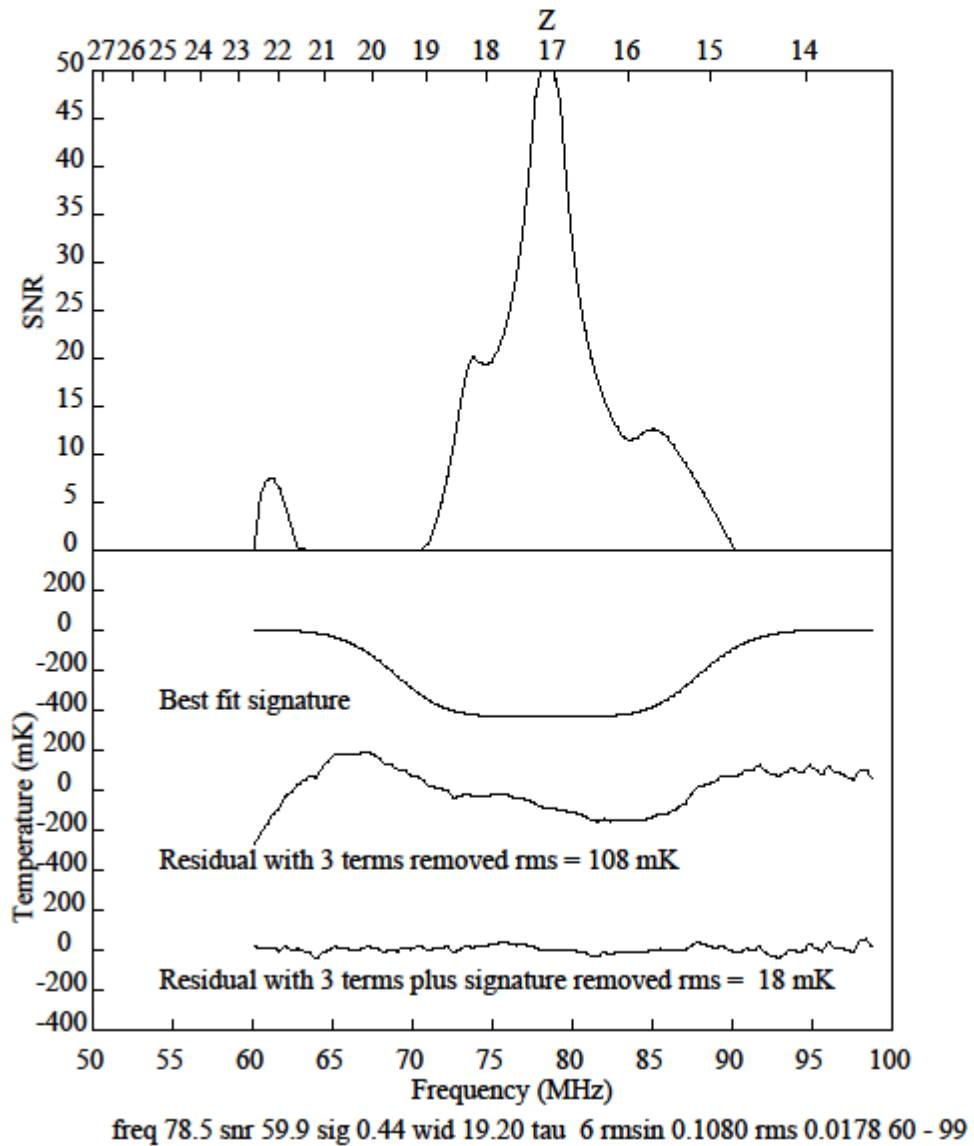 Z
27 26 25 24 23 22 21 20 19 18 17 16 15 14
50
45
40
35
30
25
20
15
10
5
0
SNR
200
0
-200
-400
200
0
-200
-400
200
0
-200
-400
Temperature (mK)
Best fit signature
Residual with 3 terms removed rms = 108 mK
Residual with 3 terms plus signature removed rms = 18 mK
50 55 60 65 70 75 80 85 90 95 100
Frequency (MHz)
freq 78.5 snr 59.9 sig 0.44 wid 19.20 tau 6 rmsin 0.1080 rms 0.0178 60 - 99